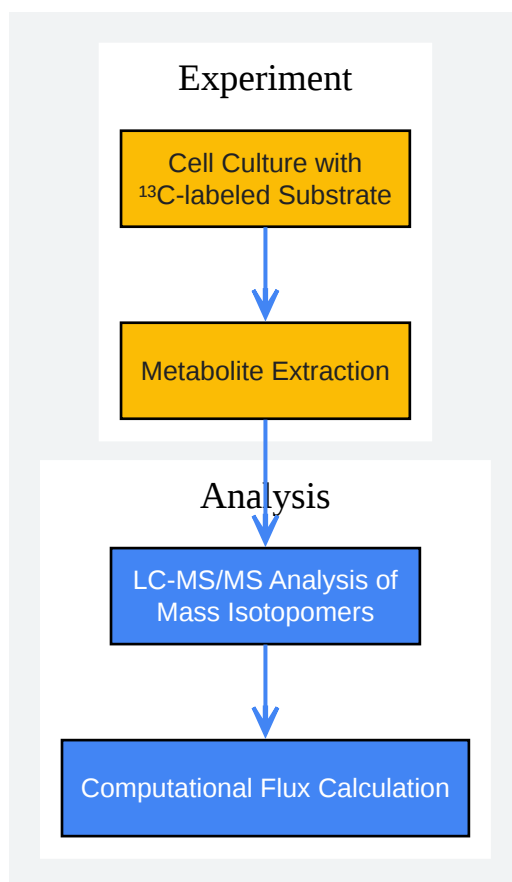 Experiment
Cell Culture with
¹³C-labeled Substrate
Metabolite Extraction
Analysis
LC-MS/MS Analysis of
Mass Isotopomers
Computational Flux Calculation